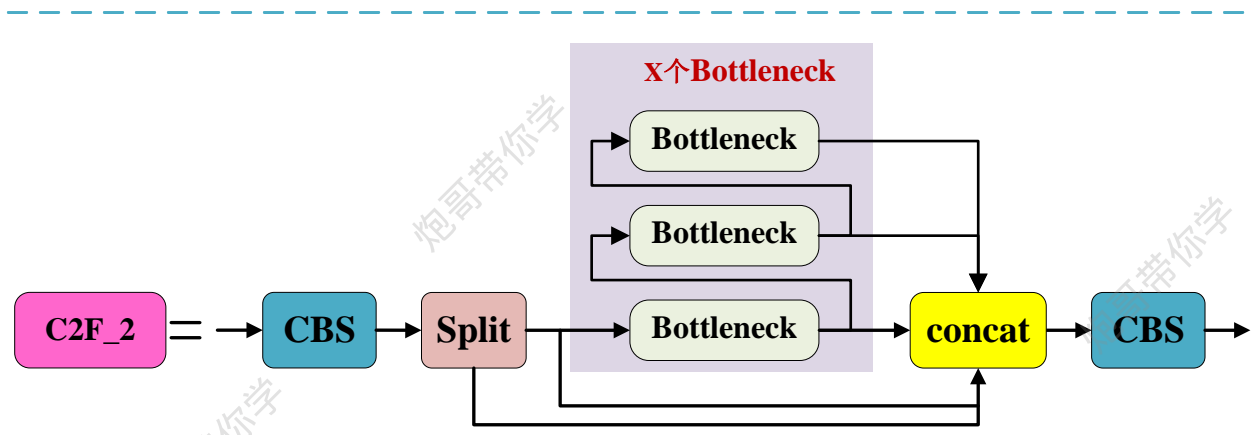 X个Bottleneck
Bottleneck
炮哥带你学
Bottleneck
炮哥带你学
C2F_2
CBS
Split
Bottleneck
concat
CBS